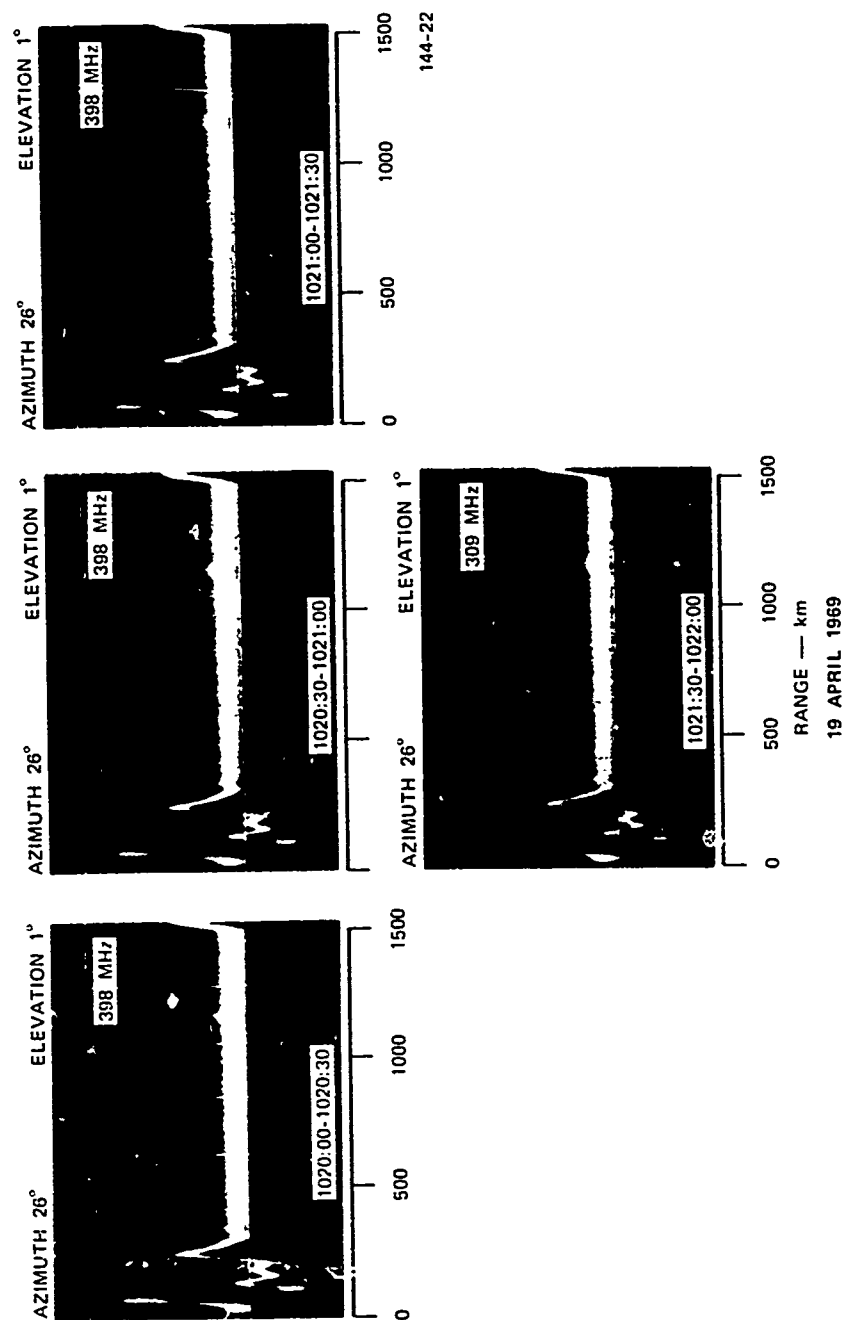 AZIMUTH 26° ELEVATION 1°
398 MHz
1020:00-1020:30
0 500 1000 1500
AZIMUTH 26° ELEVATION 1°
398 MHz
1020:30-1021:00
AZIMUTH 26° ELEVATION 1°
398 MHz
1021:00-1021:30
0 500 1000 1500
144-22
AZIMUTH 26° ELEVATION 1°
309 MHz
1021:30-1022:00
0 500 1000 1500
RANGE — km
19 APRIL 1969